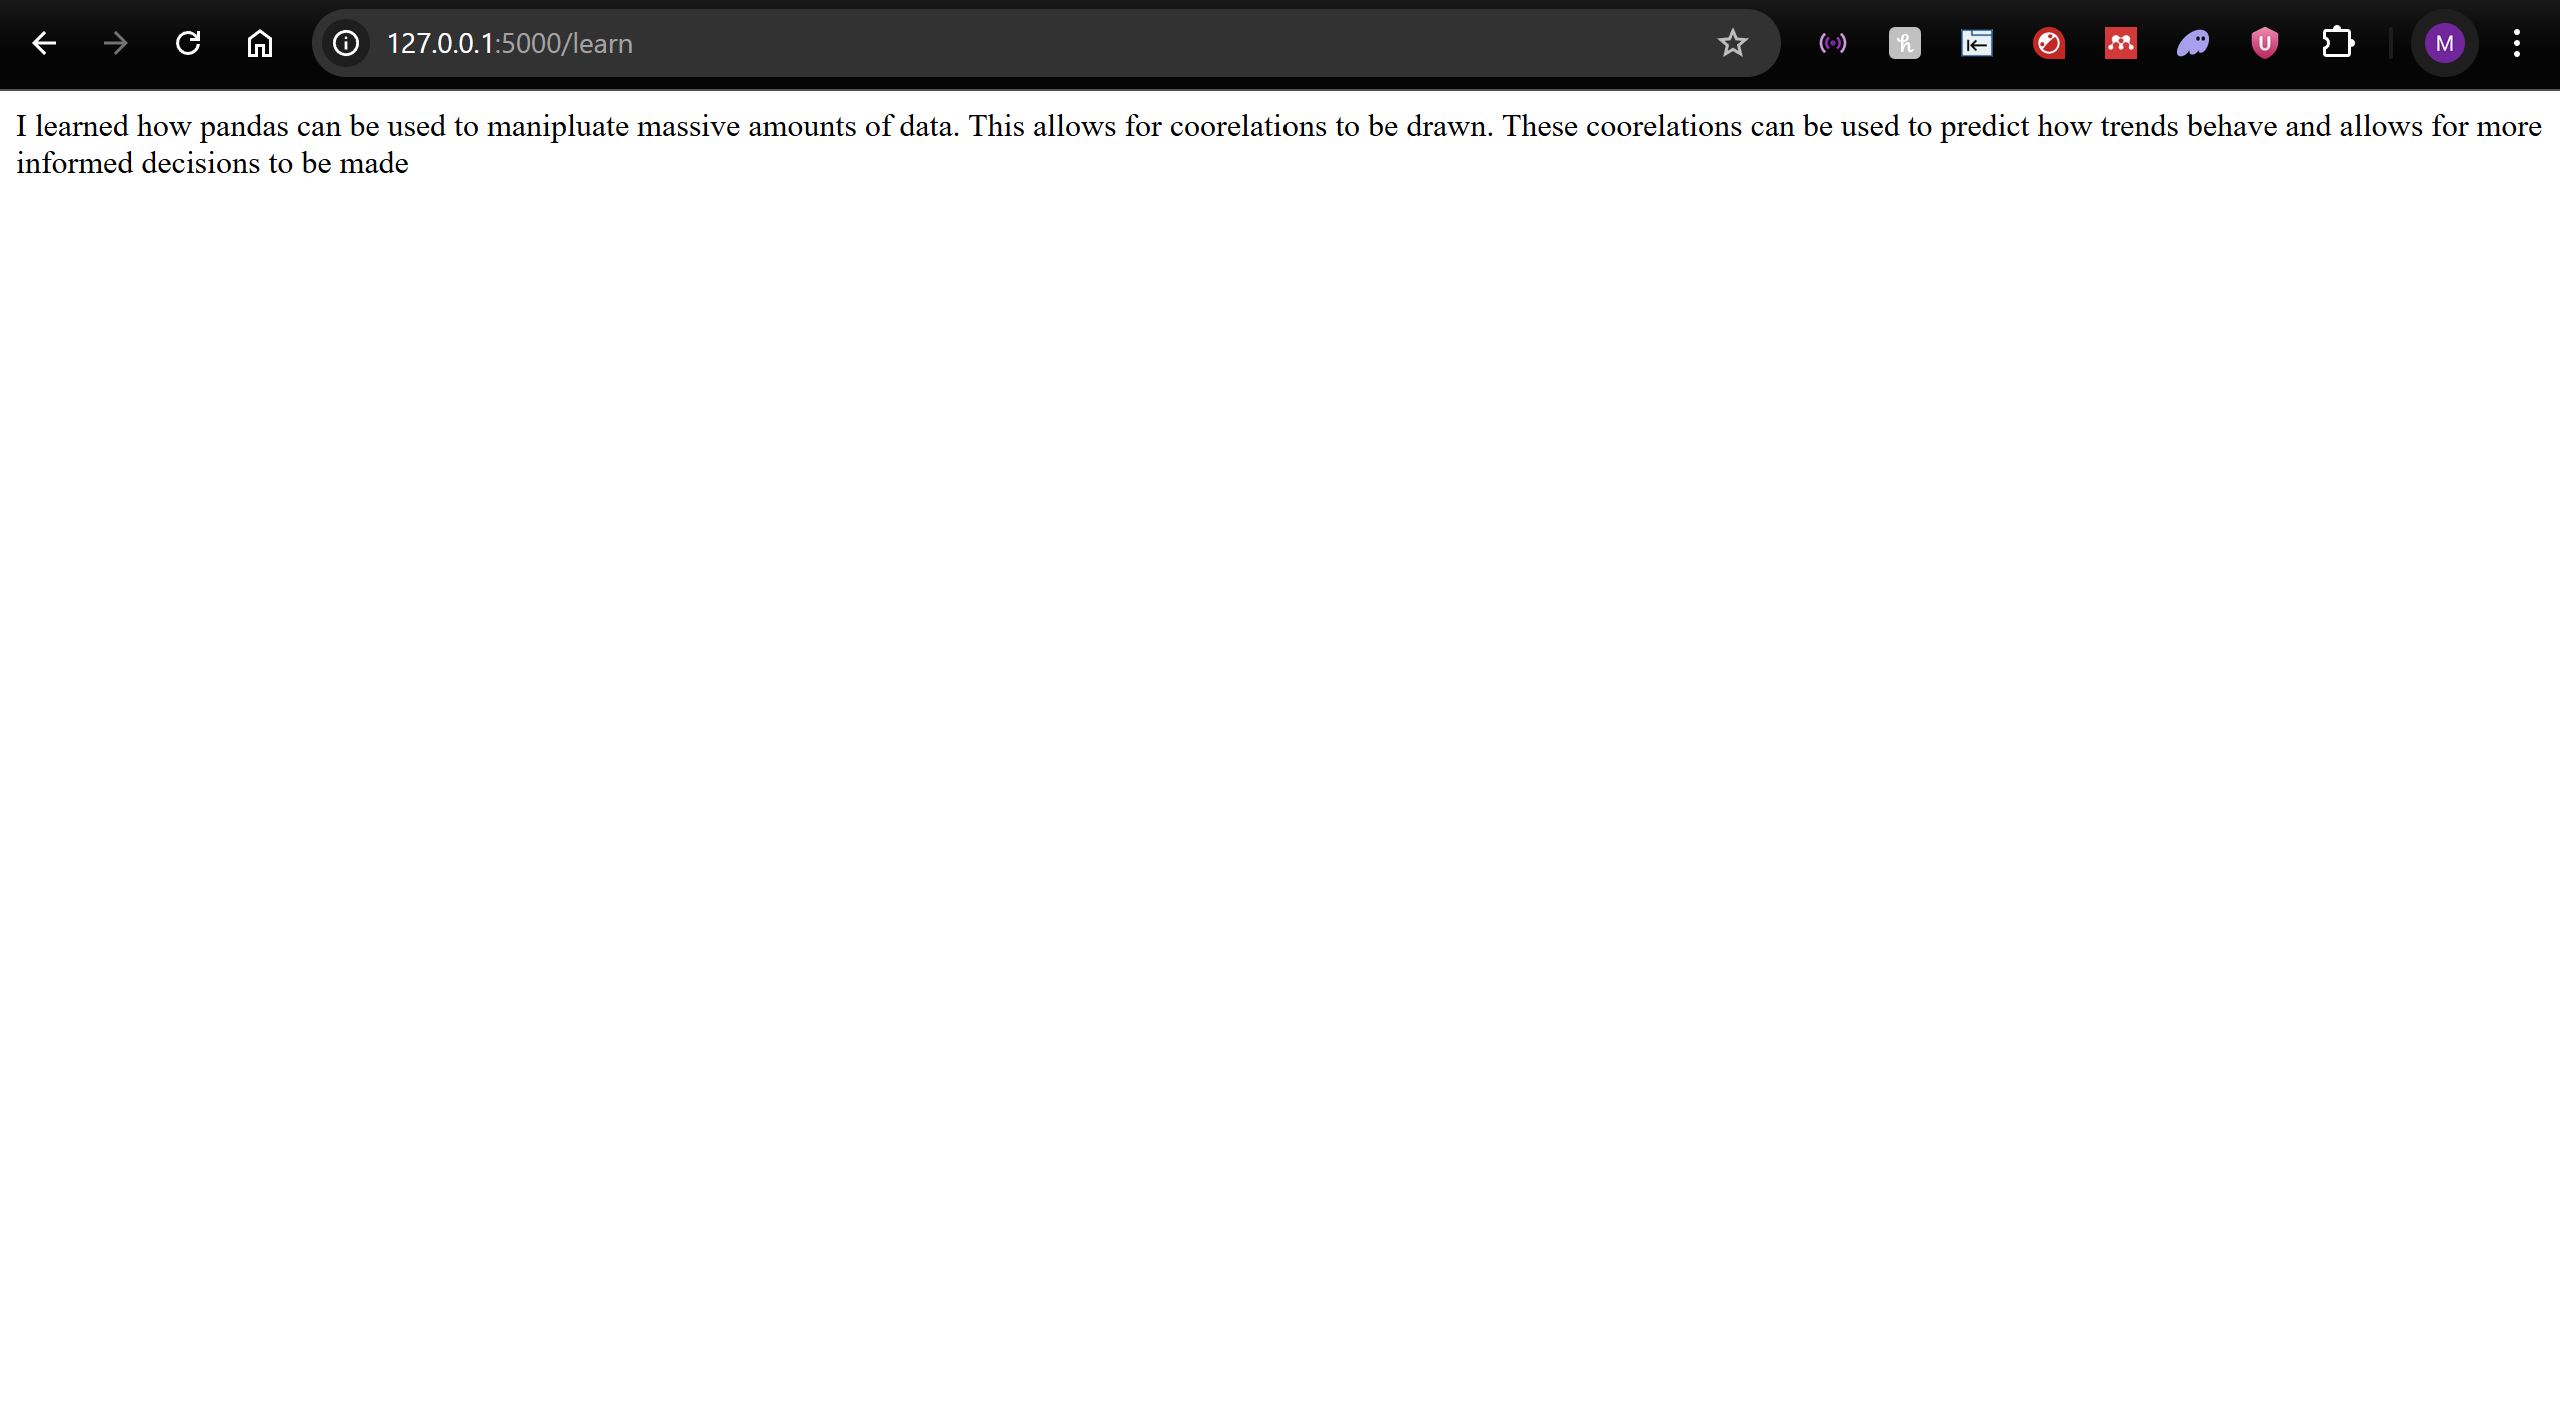 127.0.0.1:5000/learn
M
I learned how pandas can be used to manipluate massive amounts of data. This allows for coorelations to be drawn. These coorelations can be used to predict how trends behave and allows for more
informed decisions to be made